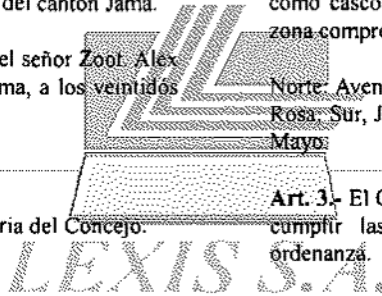 del cantón Jama.
el señor Zoot. Alex
ma, a los veintidós
ria del Concejo.
como casco
zona compre
Norte: Aven
Rosa; Sur, J
Mayo.
Art. 3.- El C
cumplir las
ordenanza.
LEXIS S.A.